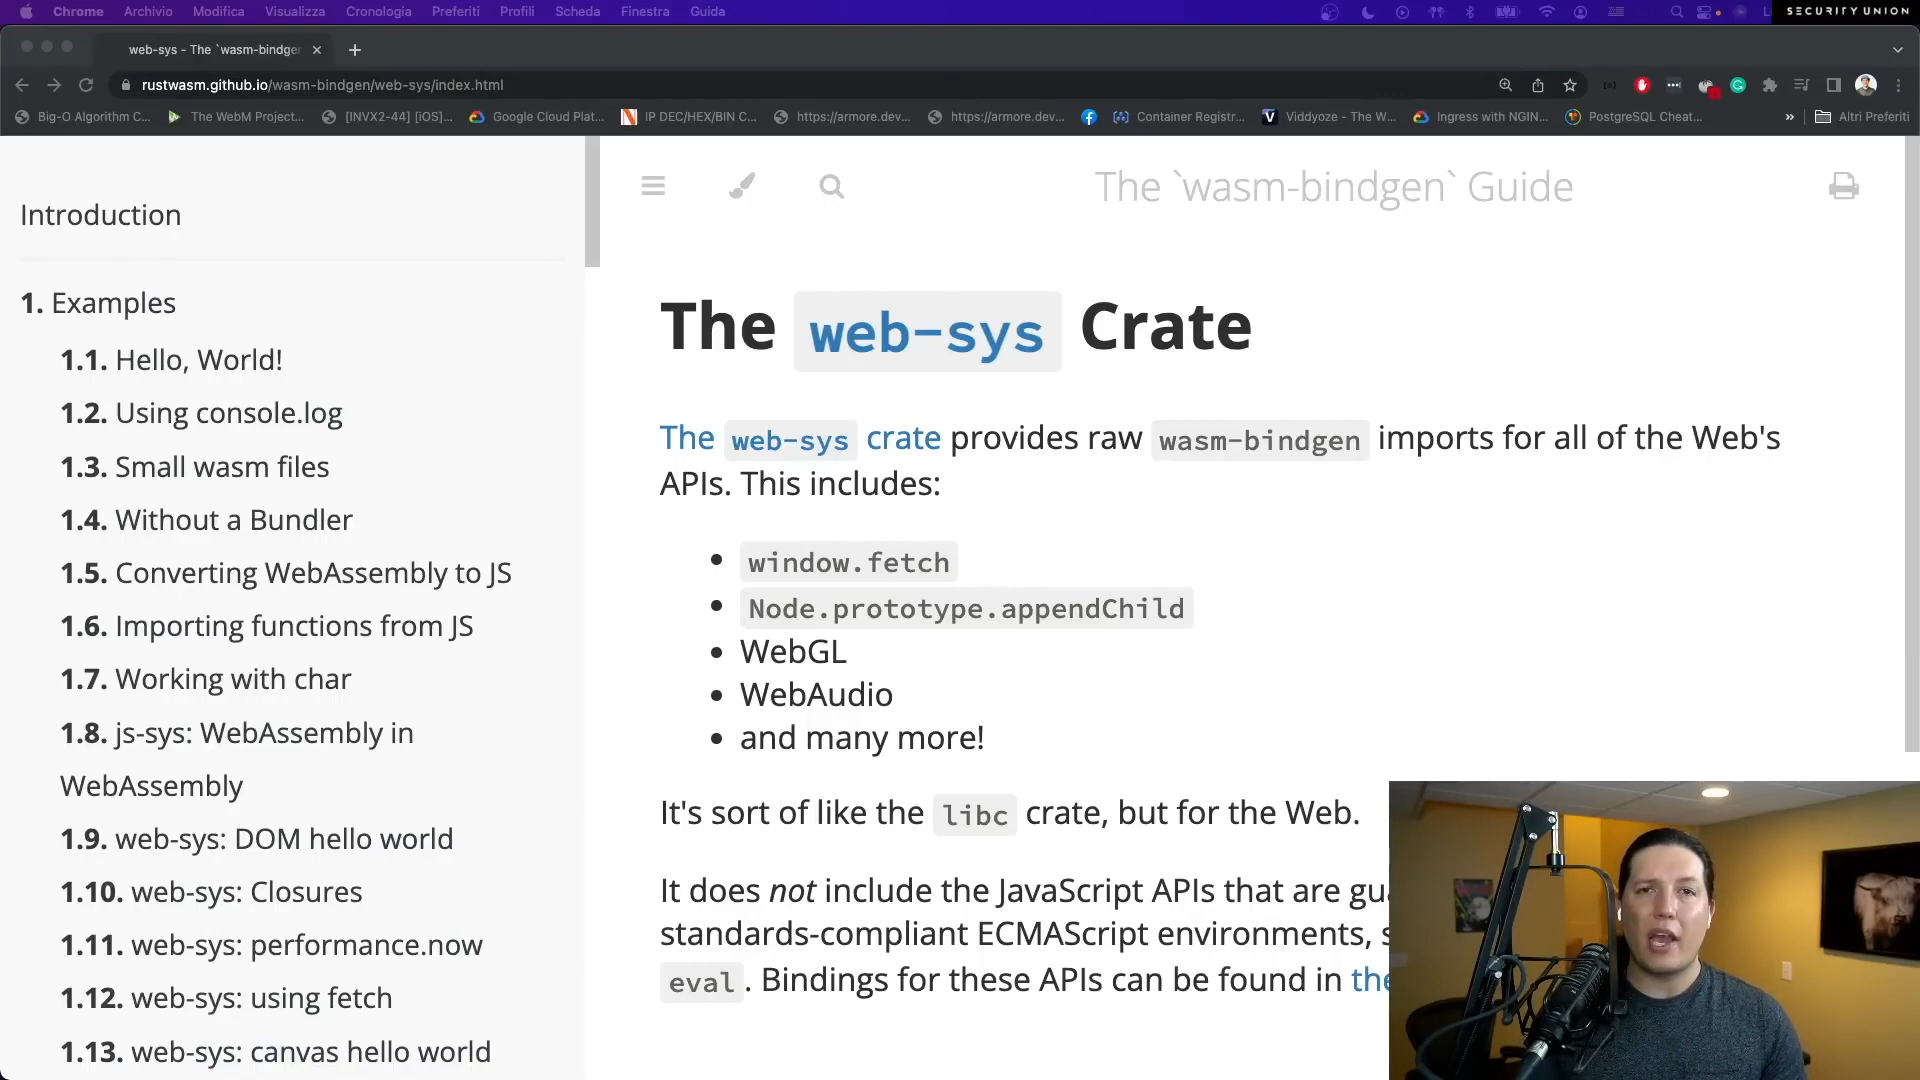 Chrome Archivio Modifica Visualizza Cronologia Preferiti Profili Scheda Finestra Guida
SECURITY UNION
web-sys - The `wasm-bindger
rustwasm.github.io/wasm-bindgen/web-sys/index.html
Big-O Algorithm C... The WebM Project... [INVX2-44] [iOS]... Google Cloud Plat... IP DEC/HEX/BIN C... https://armore.dev... https://armore.dev... Container Registr... Viddyoze - The W... Ingress with NGIN... PostgreSQL Cheat... » Altri Preferiti
Introduction
1. Examples
1.1. Hello, World!
1.2. Using console.log
1.3. Small wasm files
1.4. Without a Bundler
1.5. Converting WebAssembly to JS
1.6. Importing functions from JS
1.7. Working with char
1.8. js-sys: WebAssembly in
WebAssembly
1.9. web-sys: DOM hello world
1.10. web-sys: Closures
1.11. web-sys: performance.now
1.12. web-sys: using fetch
1.13. web-sys: canvas hello world
The `wasm-bindgen` Guide
The web-sys Crate
The web-sys crate provides raw wasm-bindgen imports for all of the Web's
APIs. This includes:
• window.fetch
• Node.prototype.appendChild
• WebGL
• WebAudio
• and many more!
It's sort of like the libc crate, but for the Web.
It does not include the JavaScript APIs that are gua
standards-compliant ECMAScript environments, s
eval. Bindings for these APIs can be found in the